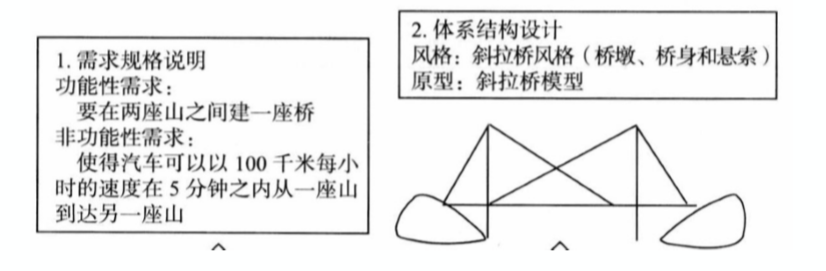 1. 需求规格说明
功能性需求：
要在两座山之间建一座桥
非功能性需求：
使得汽车可以以 100 千米每小
时的速度在 5 分钟之内从一座山
到达另一座山
2. 体系结构设计
风格：斜拉桥风格（桥墩、桥身和悬索）
原型：斜拉桥模型